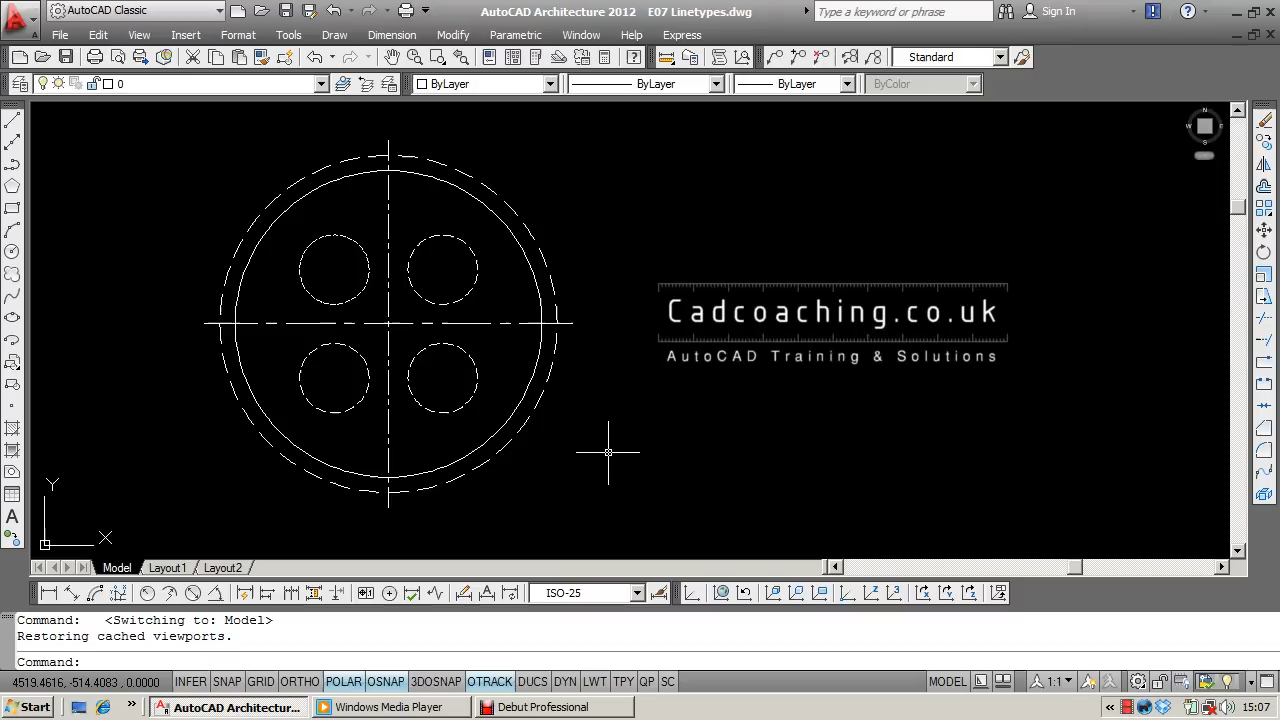 AutoCAD Classic
AutoCAD Architecture 2012 E07 Linetypes.dwg
Type a keyword or phrase
Sign In
File Edit View Insert Format Tools Draw Dimension Modify Parametric Window Help Express
Standard
0
ByLayer
ByLayer
ByLayer
ByColor
N
W
E
S
Cadcoaching.co.uk
AutoCAD Training & Solutions
Y
X
Model Layout1 Layout2
ISO-25
Command: <Switching to: Model>
Restoring cached viewports.
Command:
4519.4616, -514.4083, 0.0000 INFER SNAP GRID ORTHO POLAR OSNAP 3DOSNAP OTRACK DUCS DYN LWT TPY QP SC MODEL 1:1
Start
AutoCAD Architectur...
Windows Media Player
Debut Professional
15:07